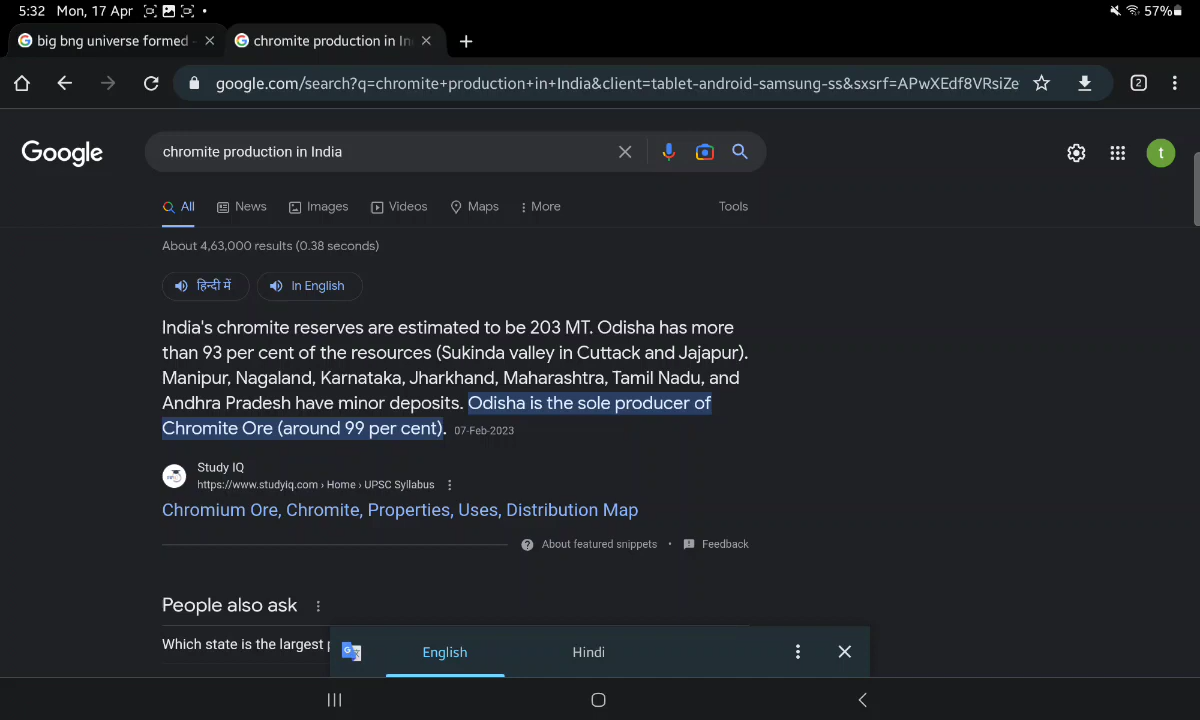 5:32 Mon, 17 Apr
57%
big bng universe formed
chromite production in In
google.com/search?q=chromite+production+in+India&client=tablet-android-samsung-ss&sxsrf=APwXEdf8VRsiZe
2
Google
chromite production in India
t
All News Images Videos Maps More Tools
About 4,63,000 results (0.38 seconds)
हिन्दी में In English
India's chromite reserves are estimated to be 203 MT. Odisha has more
than 93 per cent of the resources (Sukinda valley in Cuttack and Jajapur).
Manipur, Nagaland, Karnataka, Jharkhand, Maharashtra, Tamil Nadu, and
Andhra Pradesh have minor deposits. Odisha is the sole producer of
Chromite Ore (around 99 per cent). 07-Feb-2023
Study IQ
https://www.studyiq.com › Home › UPSC Syllabus
Chromium Ore, Chromite, Properties, Uses, Distribution Map
About featured snippets • Feedback
People also ask
Which state is the largest
English Hindi